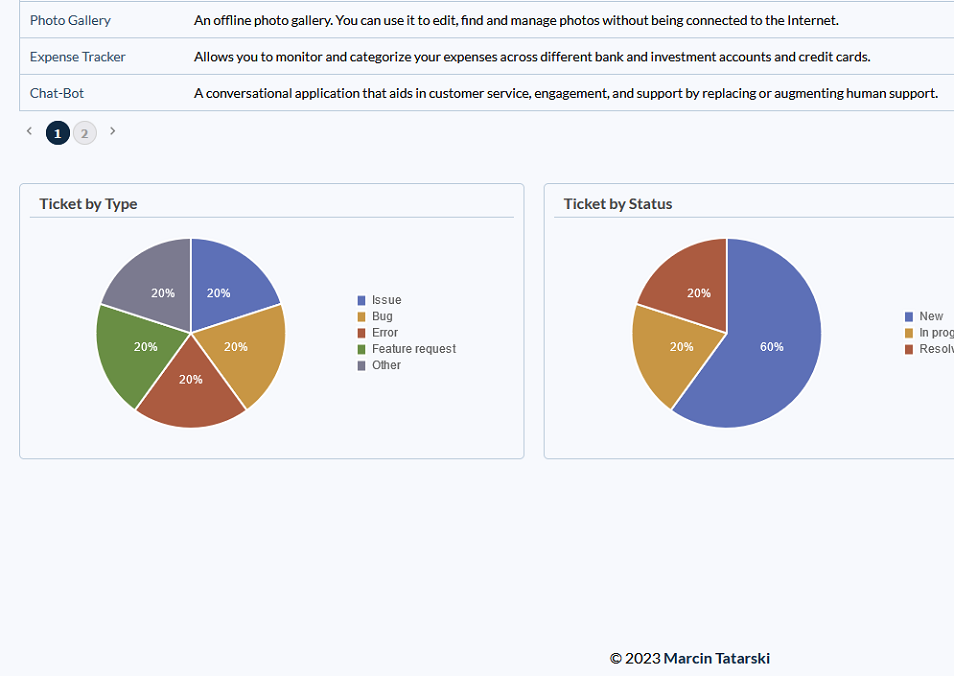 Photo Gallery An offline photo gallery. You can use it to edit, find and manage photos without being connected to the Internet.
Expense Tracker Allows you to monitor and categorize your expenses across different bank and investment accounts and credit cards.
Chat-Bot A conversational application that aids in customer service, engagement, and support by replacing or augmenting human support.
1 2
Ticket by Type
20% 20%
20% 20%
20%
Issue
Bug
Error
Feature request
Other
Ticket by Status
20%
20% 60%
New
In prog
Resolv
© 2023 Marcin Tatarski